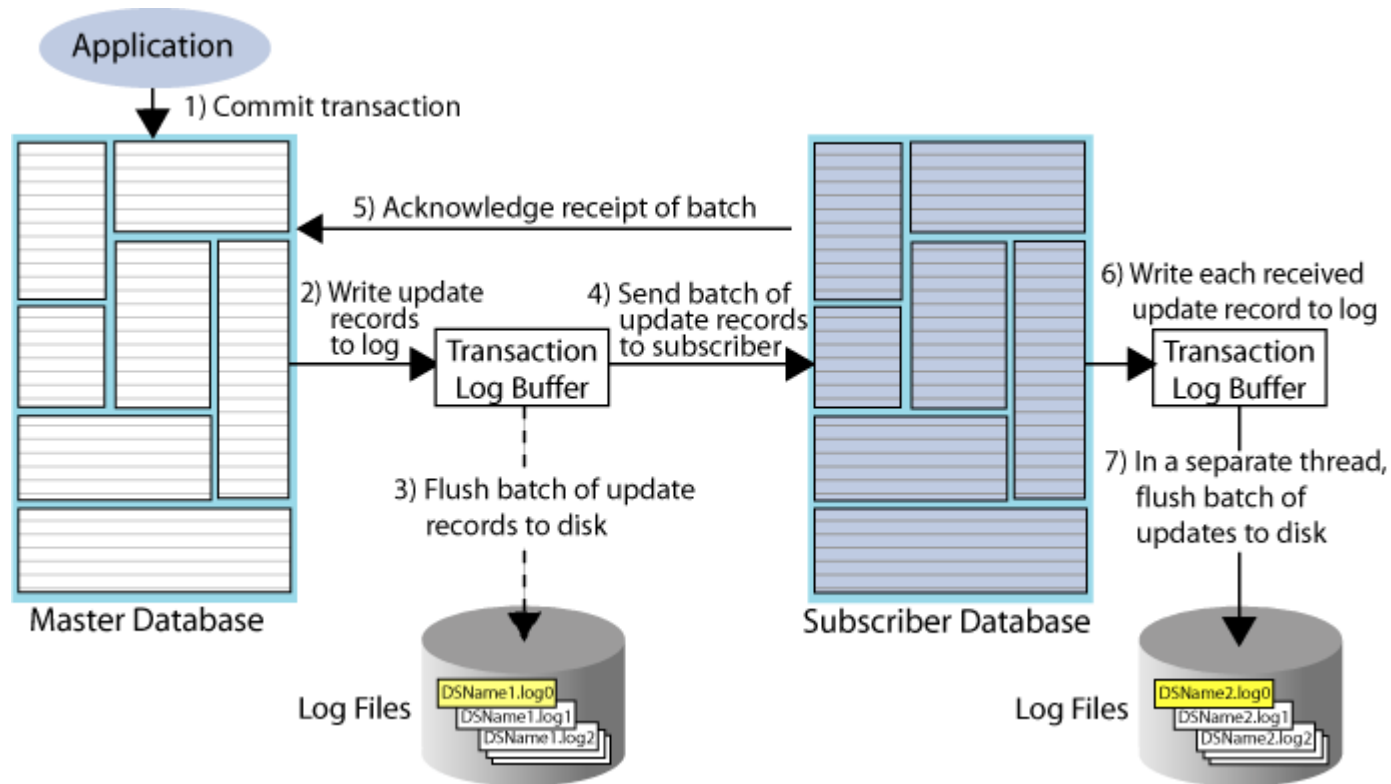 Application
1) Commit transaction
5) Acknowledge receipt of batch
2) Write update
records
to log
4) Send batch of
update records
to subscriber
6) Write each received
update record to log
Transaction
Log Buffer
Transaction
Log Buffer
3) Flush batch of update
records to disk
7) In a separate thread,
flush batch of
updates to disk
Master Database
Subscriber Database
Log Files
DSName1.log0
DSName1.log1
DSName1.log2
Log Files
DSName2.log0
DSName2.log1
DSName2.log2